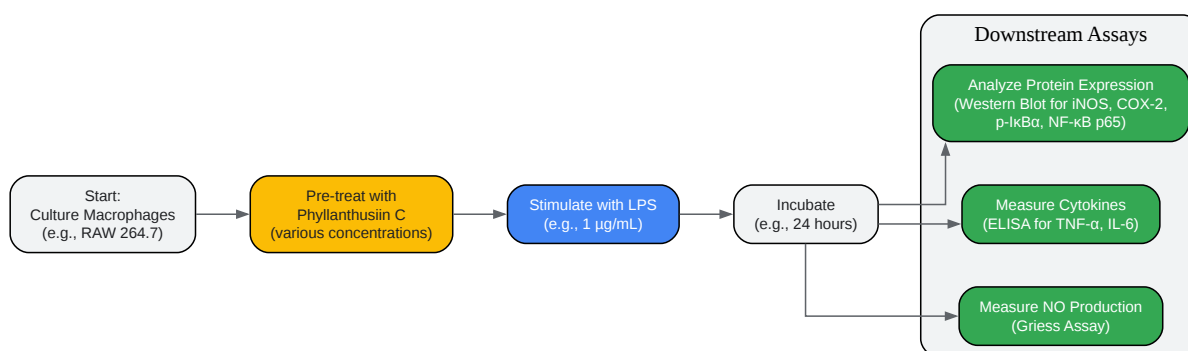 Start:
Culture Macrophages
(e.g., RAW 264.7)
Pre-treat with
Phyllanthusiin C
(various concentrations)
Stimulate with LPS
(e.g., 1 µg/mL)
Incubate
(e.g., 24 hours)
Downstream Assays
Analyze Protein Expression
(Western Blot for iNOS, COX-2,
p-IκBα, NF-κB p65)
Measure Cytokines
(ELISA for TNF-α, IL-6)
Measure NO Production
(Griess Assay)